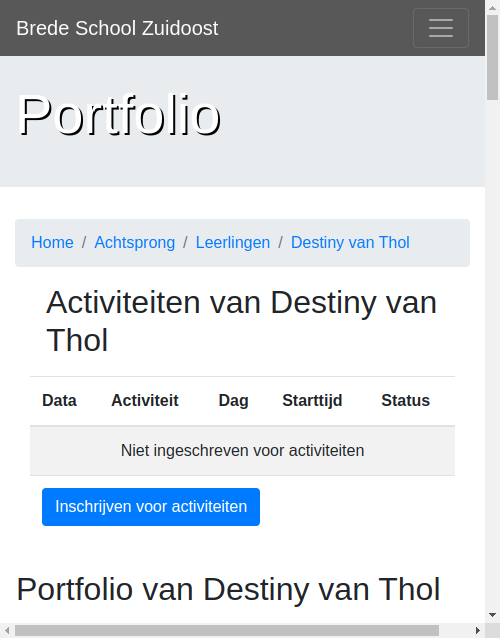 Brede School Zuidoost
Portfolio
Home / Achtsprong / Leerlingen / Destiny van Thol
Activiteiten van Destiny van
Thol
Data Activiteit Dag Starttijd Status
Niet ingeschreven voor activiteiten
Inschrijven voor activiteiten
Portfolio van Destiny van Thol